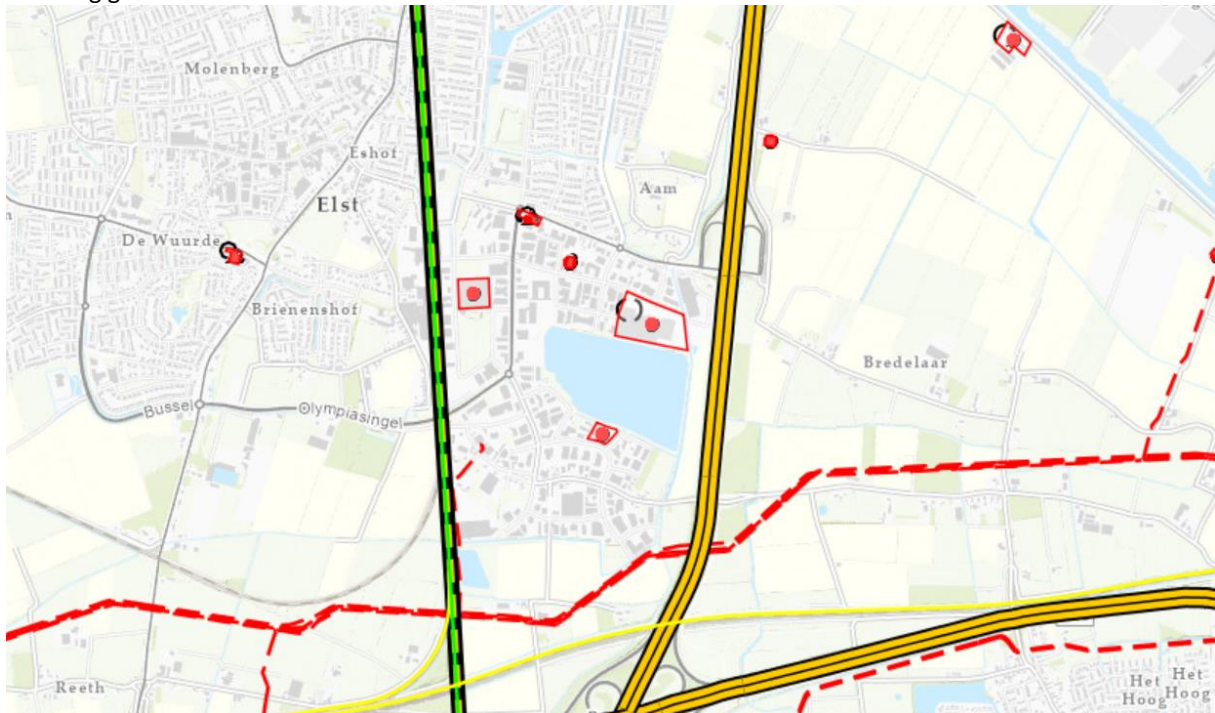 Molenberg
Eshof
Elst
Aam
De Wuurde
Brienenshof
Bredelaar
Bussel
Olympiasingel
Reeth
Het
Hoog
Het
Hoog